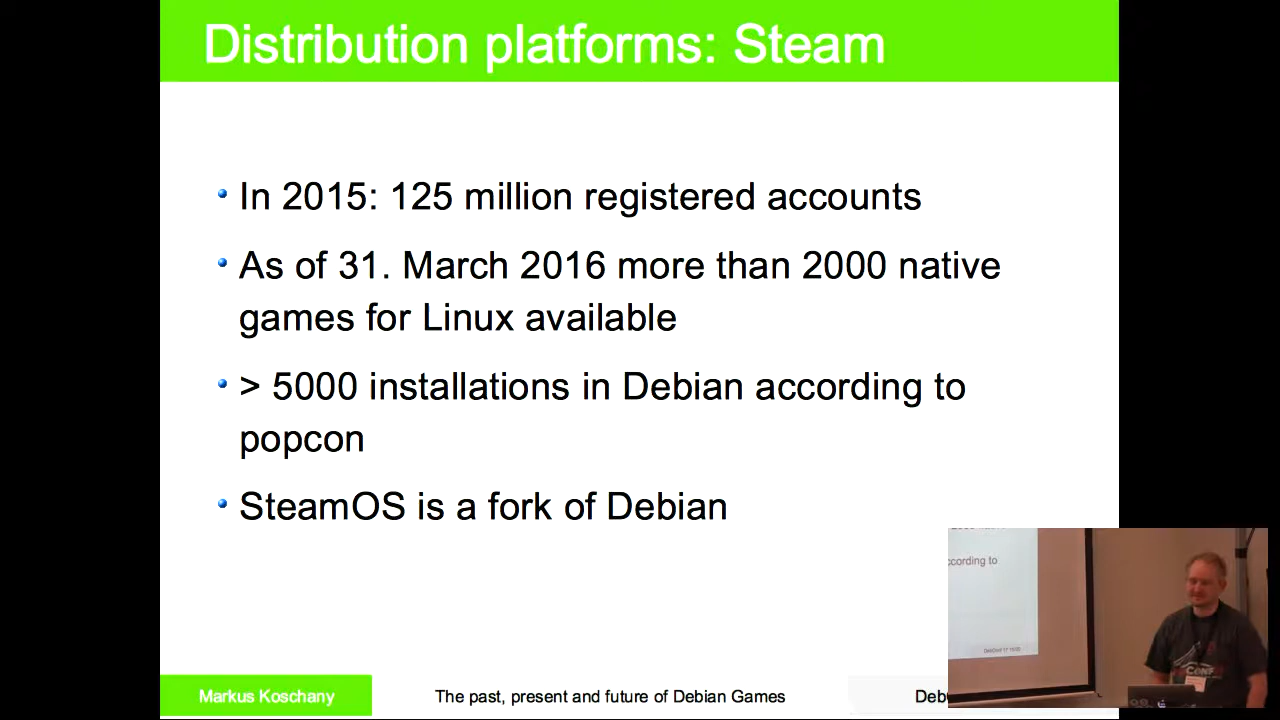 Distribution platforms: Steam
In 2015: 125 million registered accounts
As of 31. March 2016 more than 2000 native
games for Linux available
> 5000 installations in Debian according to
popcon
SteamOS is a fork of Debian
according to
Markus Koschany
The past, present and future of Debian Games